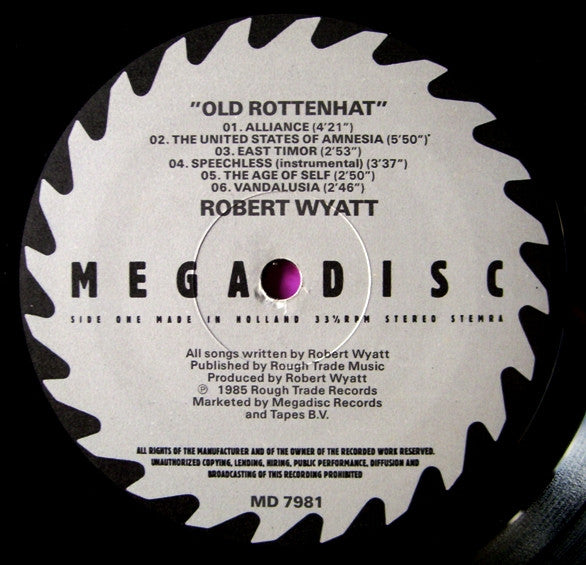 "OLD ROTTENHAT"
01. ALLIANCE (4'21")
02. THE UNITED STATES OF AMNESIA (5'50")
03. EAST TIMOR (2'53")
04. SPEECHLESS (instrumental) (3'37")
05. THE AGE OF SELF (2'50")
06. VANDALUSIA (2'46")
ROBERT WYATT
MEGADISC
SIDE ONE MADE IN HOLLAND 33⅓RPM STEREO STEMRA
All songs written by Robert Wyatt
Published by Rough Trade Music
Produced by Robert Wyatt
℗ 1985 Rough Trade Records
Marketed by Megadisc Records
and Tapes B.V.
ALL RIGHTS OF THE MANUFACTURER AND OF THE OWNER OF THE RECORDED WORK RESERVED.
UNAUTHORIZED COPYING, LENDING, HIRING, PUBLIC PERFORMANCE, DIFFUSION AND
BROADCASTING OF THIS RECORDING PROHIBITED
MD 7981